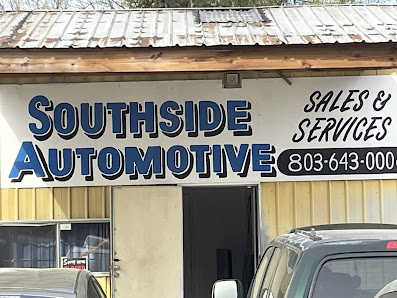 SOUTHSIDE
AUTOMOTIVE
SALES &
SERVICES
803-643-000